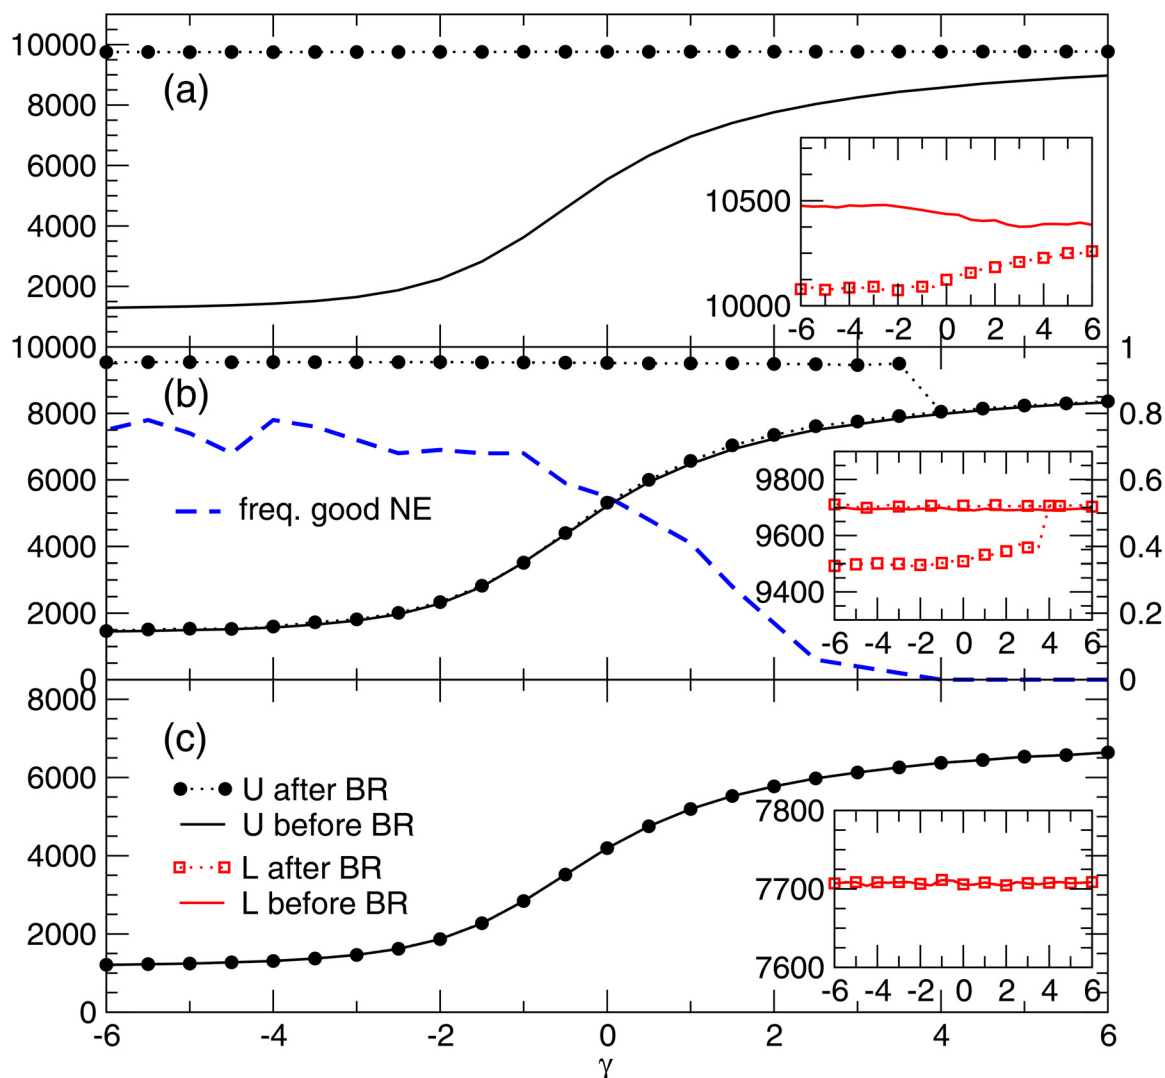 10000
8000
6000
4000
2000
(a)
10500
10000
-6 -4 -2 0 2 4 6
10000
8000
6000
4000
2000
0
1
0.8
0.6
0.4
0.2
0
(b)
freq. good NE
9800
9600
9400
-6 -4 -2 0 2 4 6
8000
6000
4000
2000
0
(c)
U after BR
U before BR
L after BR
L before BR
7800
7700
7600
-6 -4 -2 0 2 4 6
-6 -4 -2 0 2 4 6
γ